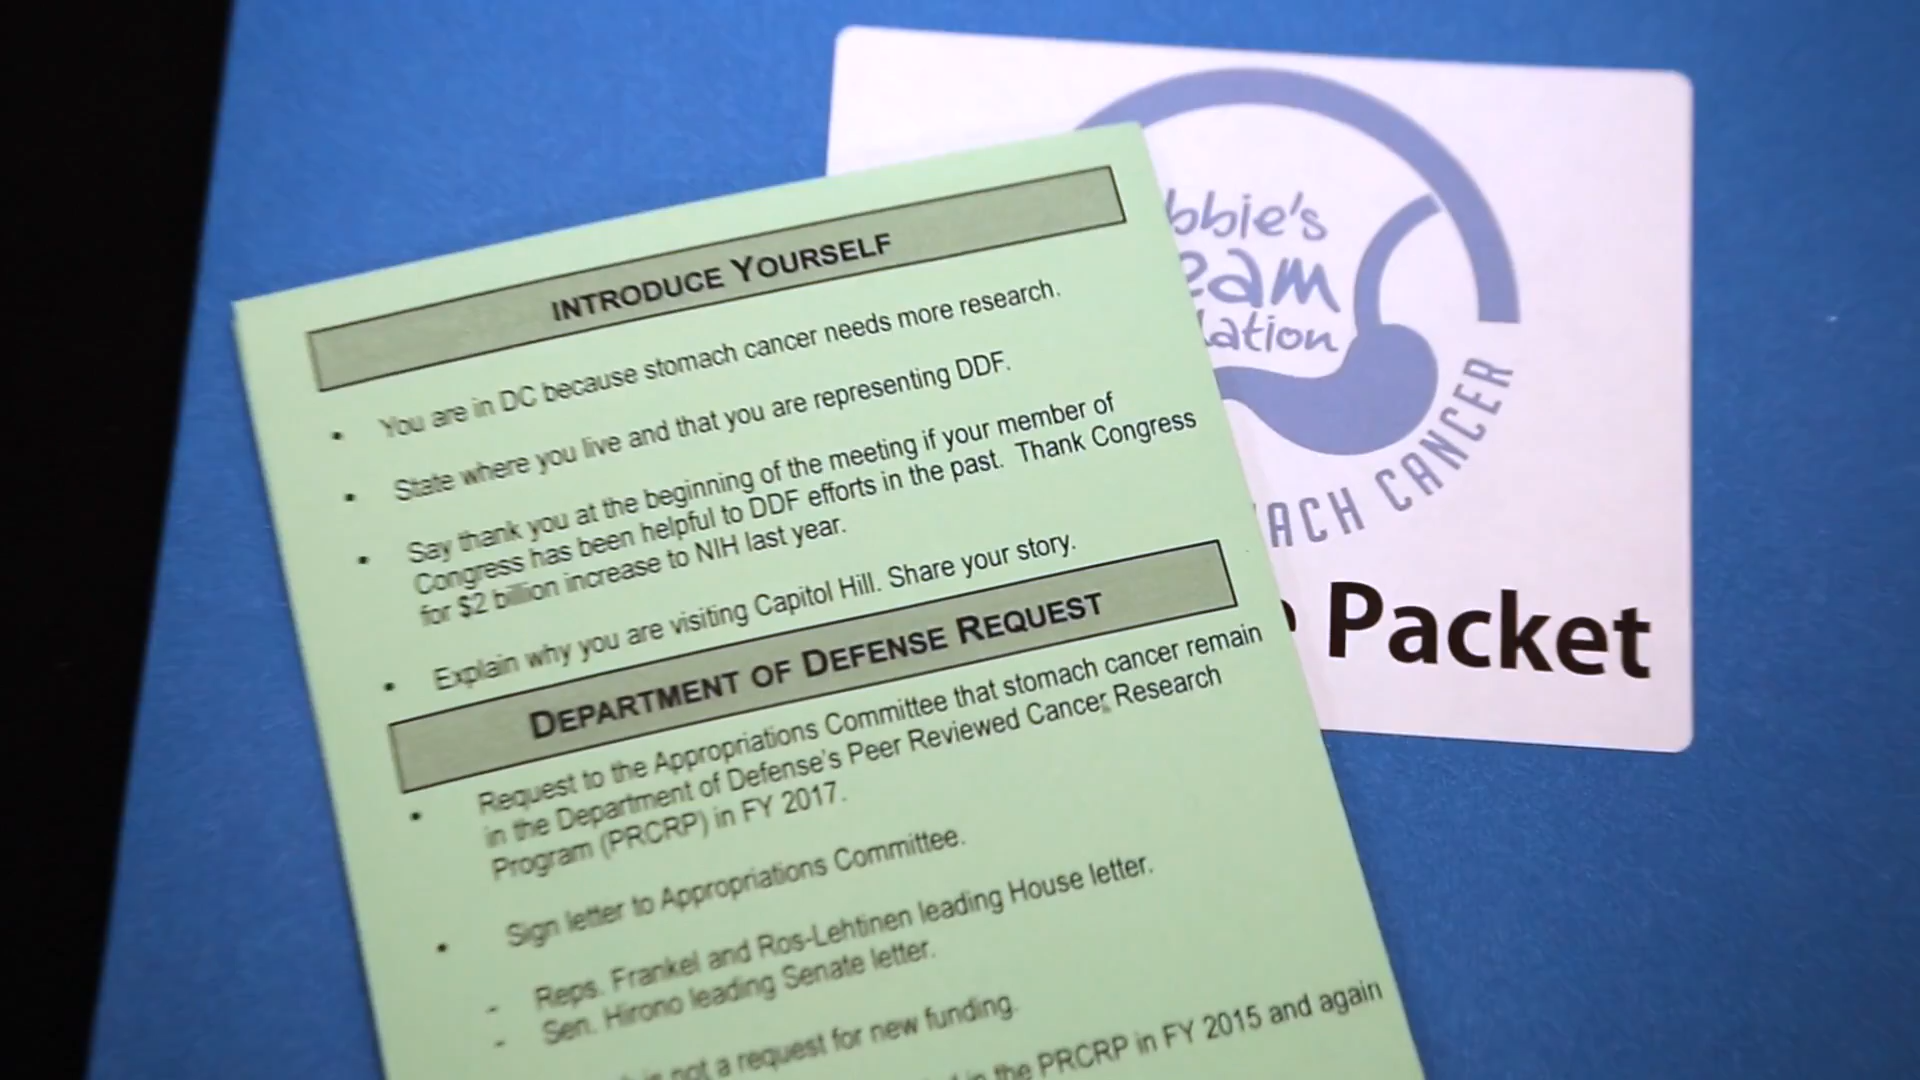 INTRODUCE YOURSELF
• You are in DC because stomach cancer needs more research.
• State where you live and that you are representing DDF.
• Say thank you at the beginning of the meeting if your member of
Congress has been helpful to DDF efforts in the past. Thank Congress
for $2 billion increase to NIH last year.
• Explain why you are visiting Capitol Hill. Share your story.
DEPARTMENT OF DEFENSE REQUEST
• Request to the Appropriations Committee that stomach cancer remain
in the Department of Defense's Peer Reviewed Cancer Research
Program (PRCRP) in FY 2017.
• Sign letter to Appropriations Committee.
- Reps. Frankel and Ros-Lehtinen leading House letter.
- Sen. Hirono leading Senate letter.
is not a request for new funding.
in the PRCRP in FY 2015 and again
bbie's
eam
dation
ACH CANCER
Packet